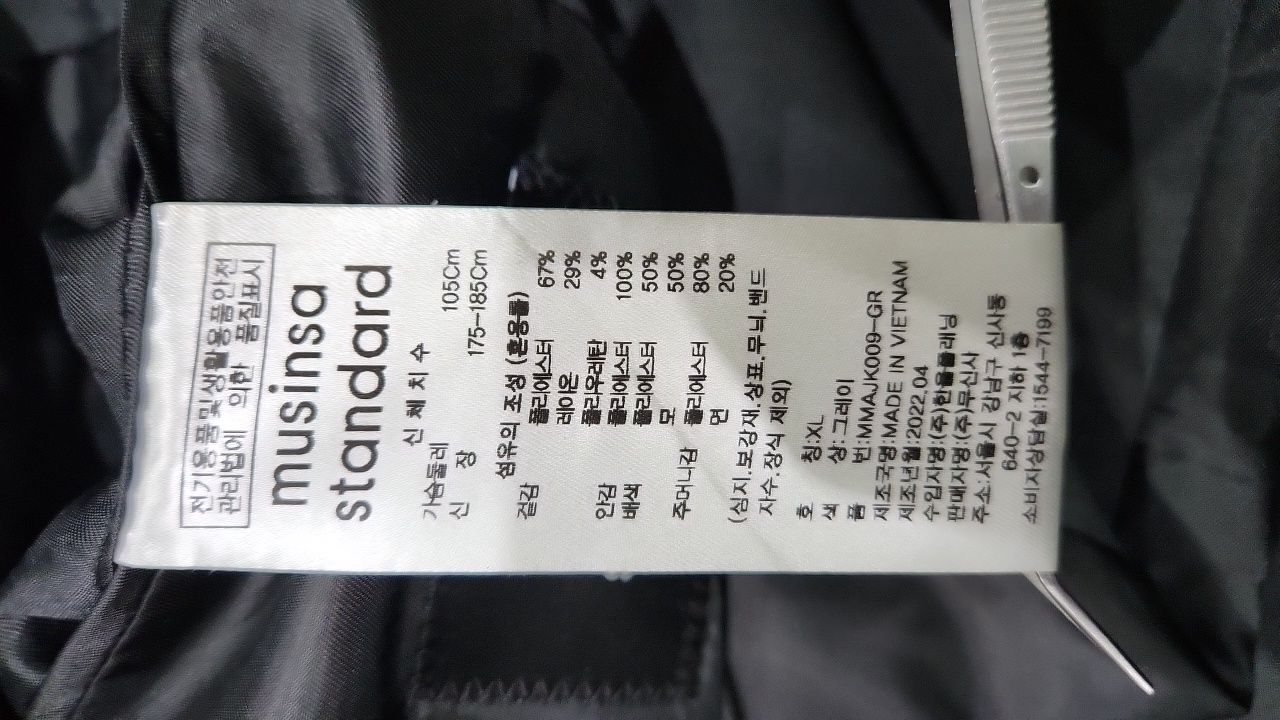 전기용품및생활용품안전
관리법에 의한 품질표시
musinsa
standard
신체치수
가슴둘레 105Cm
신 장 175-185Cm
섬유의 조성 (혼용률)
겉감 폴리에스터 67%
레이온 29%
폴리우레탄 4%
안감 폴리에스터 100%
배색 폴리에스터 50%
모 50%
주머니감 폴리에스터 80%
면 20%
(심지.보강재.상표.무늬.밴드
자수.장식 제외)
호 칭:XL
색 상:그레이
품 번:MMAJK009-GR
제조국명:MADE IN VIETNAM
제조년월:2022.04
수입자명:(주)한올플래닝
판매자명:(주)무신사
주소:서울시 강남구 신사동
640-2 지하 1층
소비자상담실:1544-7199